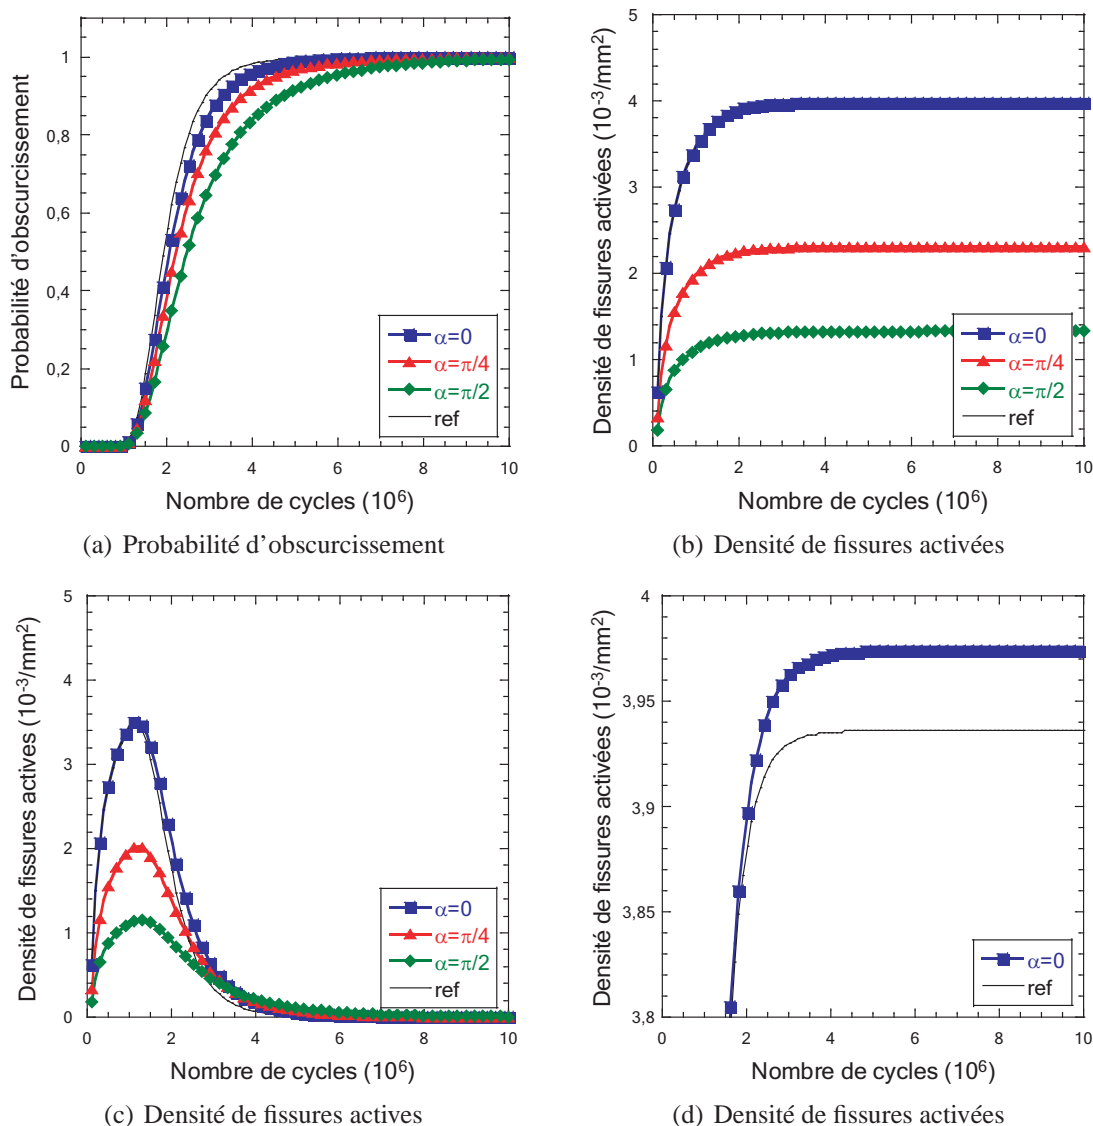 Probabilité d'obscurcissement
1
0,8
0,6
0,4
0,2
0
0 2 4 6 8 10
α=0
α=π/4
α=π/2
ref
Nombre de cycles (10⁶)
(a) Probabilité d'obscurcissement
Densité de fissures activées (10⁻³/mm²)
5
4
3
2
1
0
0 2 4 6 8 10
α=0
α=π/4
α=π/2
ref
Nombre de cycles (10⁶)
(b) Densité de fissures activées
Densité de fissures actives (10⁻³/mm²)
5
4
3
2
1
0
0 2 4 6 8 10
α=0
α=π/4
α=π/2
ref
Nombre de cycles (10⁶)
(c) Densité de fissures actives
Densité de fissures activées (10⁻³/mm²)
4
3,95
3,9
3,85
3,8
0 2 4 6 8 10
α=0
ref
Nombre de cycles (10⁶)
(d) Densité de fissures activées